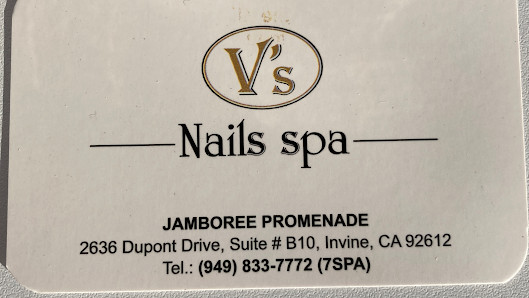 V's
Nails spa
JAMBOREE PROMENADE
2636 Dupont Drive, Suite # B10, Invine, CA 92612
Tel.: (949) 833-7772 (7SPA)